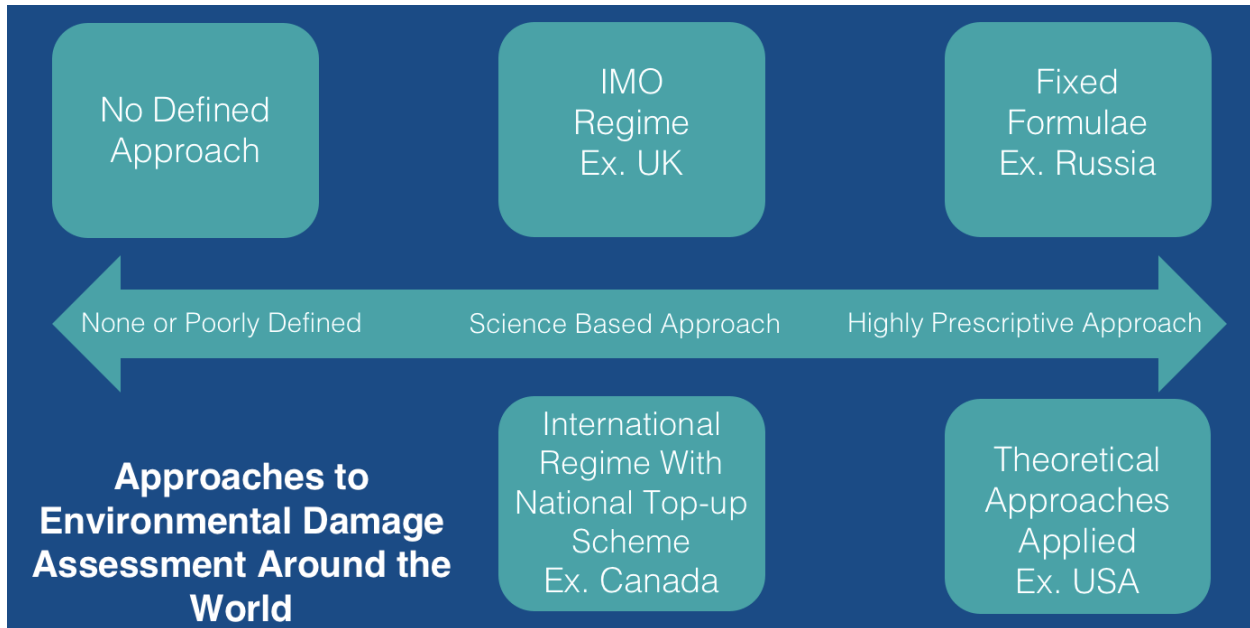 No Defined
Approach
IMO
Regime
Ex. UK
Fixed
Formulae
Ex. Russia
None or Poorly Defined
Science Based Approach
Highly Prescriptive Approach
Approaches to
Environmental Damage
Assessment Around the
World
International
Regime With
National Top-up
Scheme
Ex. Canada
Theoretical
Approaches
Applied
Ex. USA